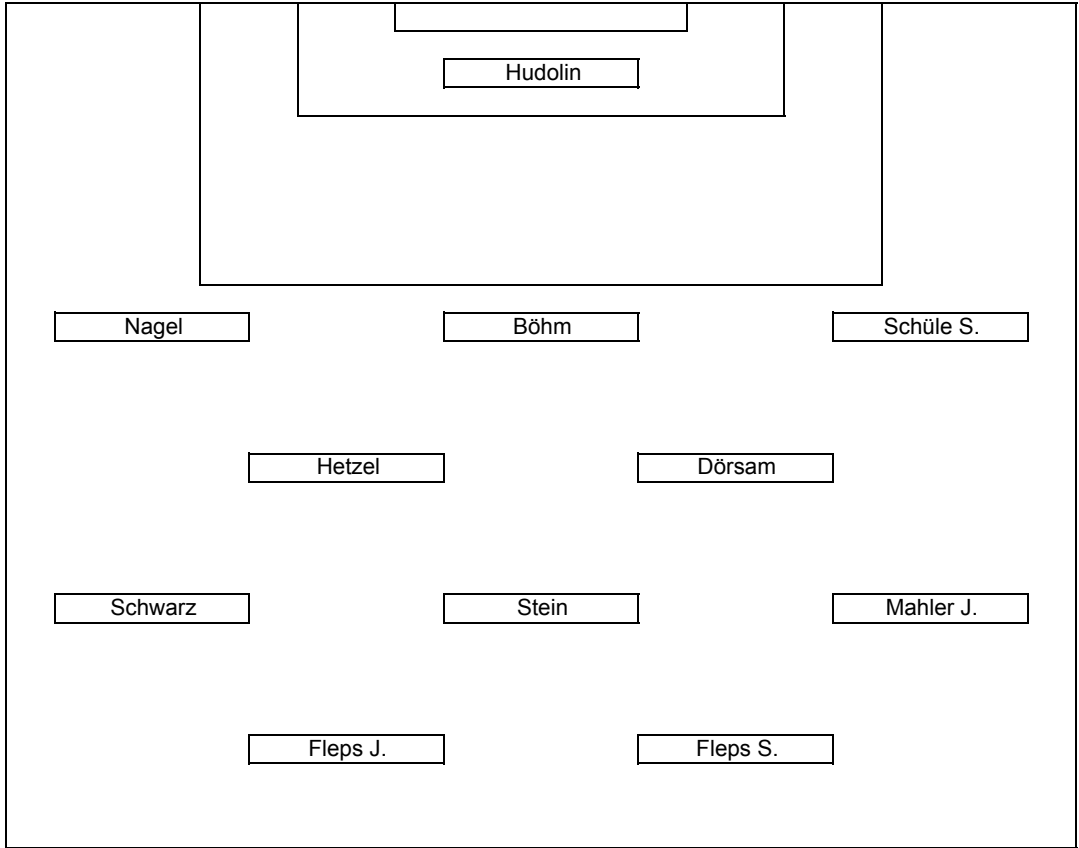 Hudolin
Nagel Böhm Schüle S.
Hetzel Dörsam
Schwarz Stein Mahler J.
Fleps J. Fleps S.